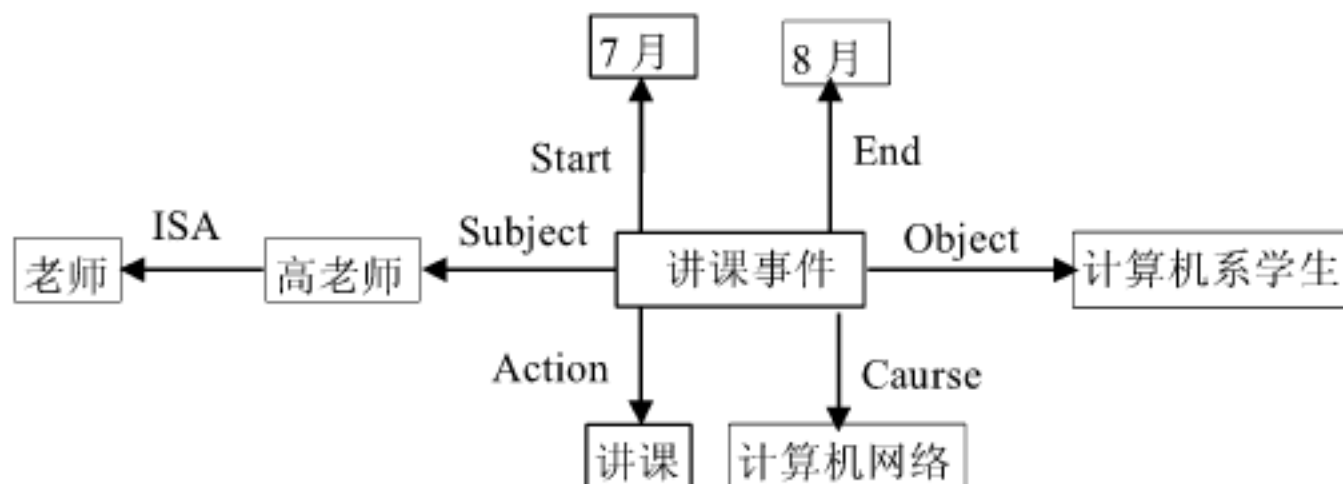 7月
8月
Start
End
ISA
Subject
Object
老师
高老师
讲课事件
计算机系学生
Action
Caurse
讲课
计算机网络